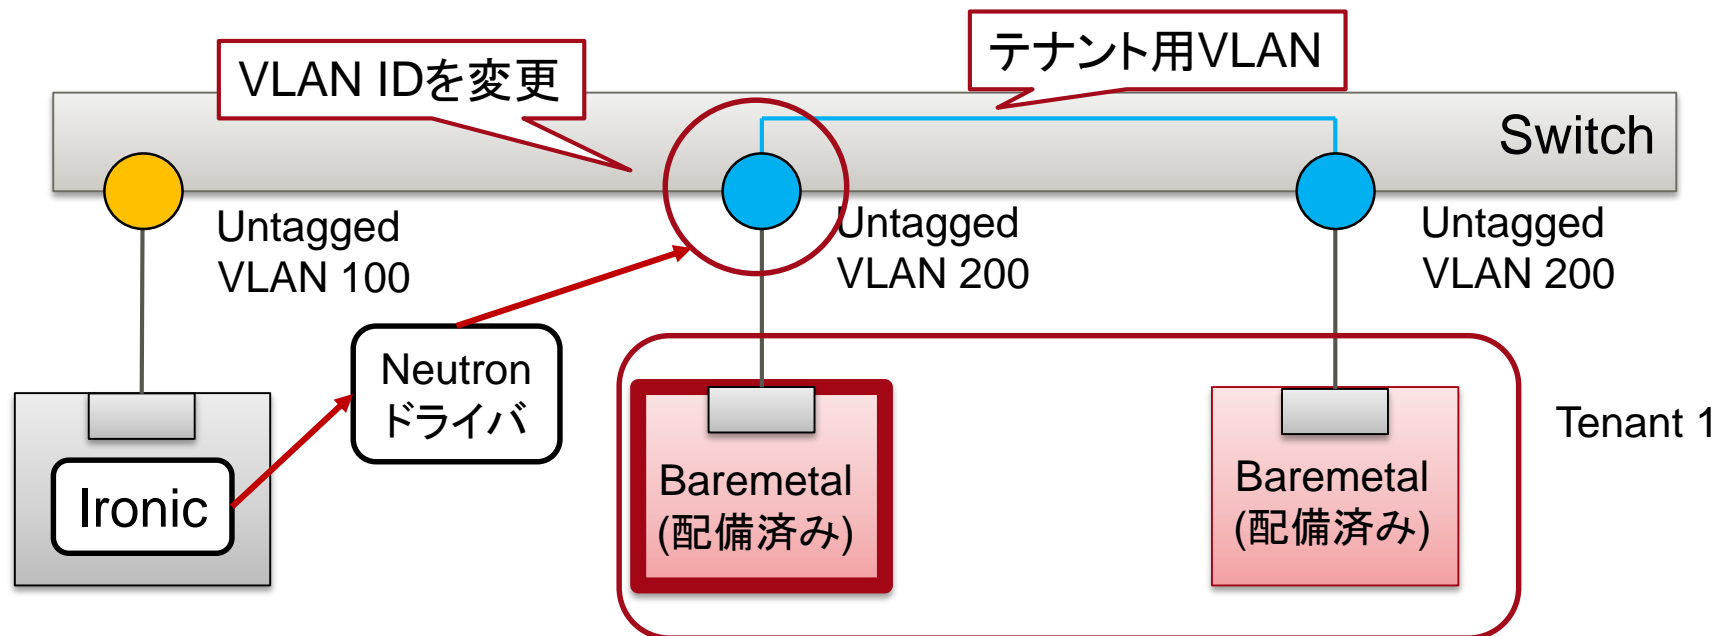 VLAN IDを変更
テナント用VLAN
Switch
Untagged
VLAN 100
Untagged
VLAN 200
Untagged
VLAN 200
Neutron
ドライバ
Ironic
Baremetal
(配備済み)
Baremetal
(配備済み)
Tenant 1